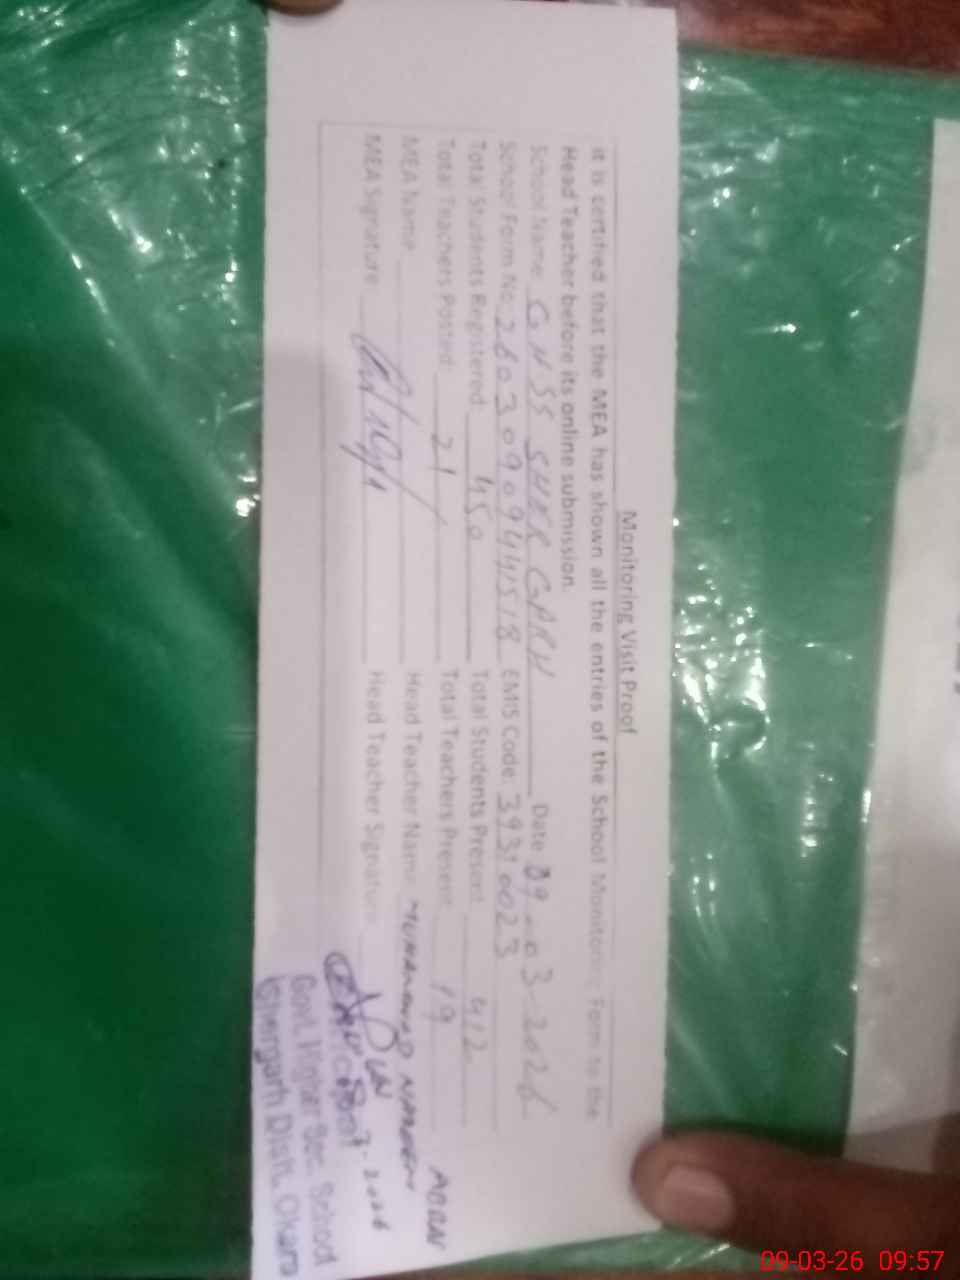 Monitoring Visit Proof
it is certified that the MEA has shown all the entries of the School Monitoring Form to the
Head Teacher before its online submission.
School Name: GHSS SHER GARH Date 09-03-2026
School Form No: 26030909441518 EMIS Code: 39310023
Total Students Registered: 450 Total Students Present 412
Total Teachers Posted: 21 Total Teachers Present 19
MEA Name Head Teacher Name MUHAMMAD
MEA Signature: Head Teacher Signature
Govt. Higher Sec. School
Shergarh Distt. Okara
09-03-26 09:57